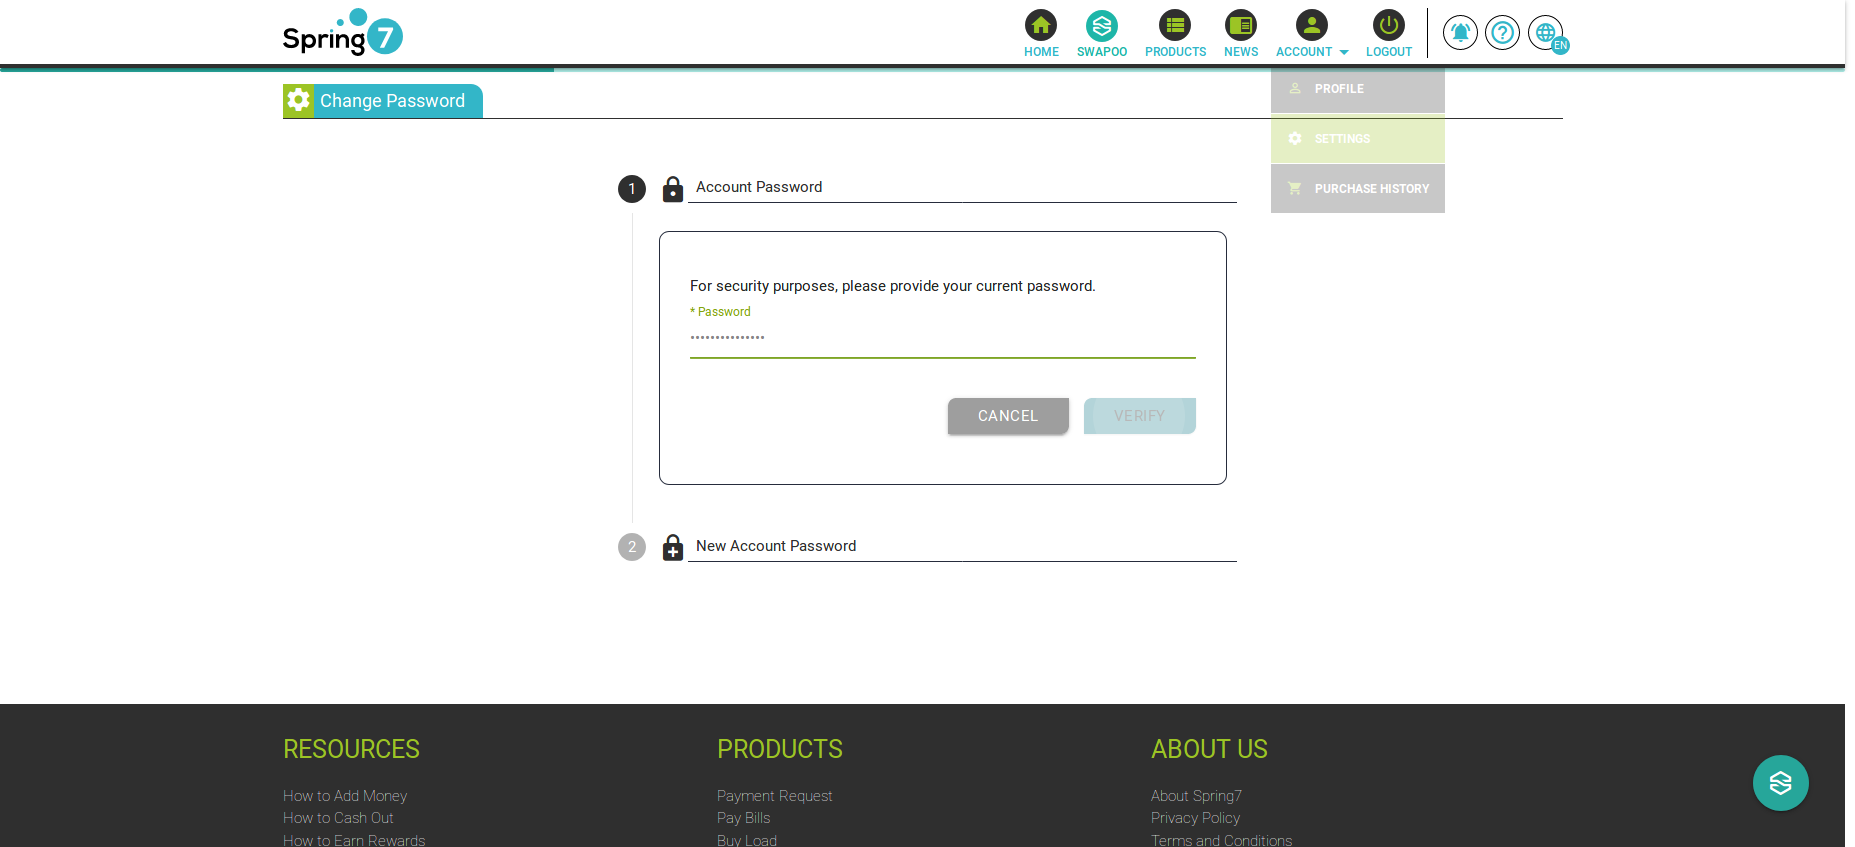 Spring 7
HOME
SWAPOO
PRODUCTS
NEWS
ACCOUNT
LOGOUT
EN
Change Password
PROFILE
SETTINGS
PURCHASE HISTORY
1
Account Password
For security purposes, please provide your current password.
* Password
CANCEL
VERIFY
2
New Account Password
RESOURCES
PRODUCTS
ABOUT US
How to Add Money
Payment Request
About Spring7
How to Cash Out
Pay Bills
Privacy Policy
How to Earn Rewards
Buy Load
Terms and Conditions